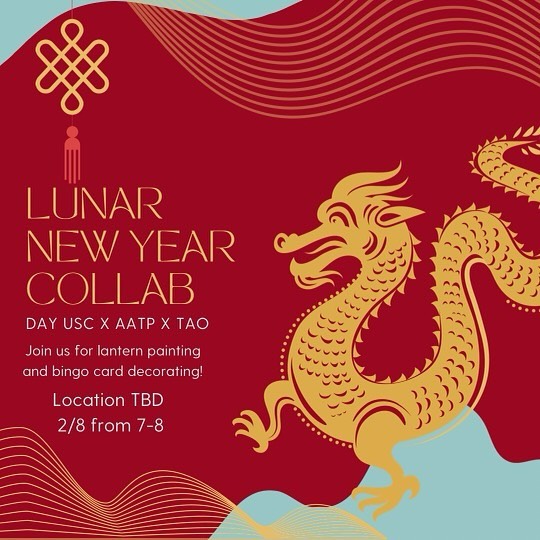 LUNAR
NEW YEAR
COLLAB
DAY USC X AATP X TAO
Join us for lantern painting
and bingo card decorating!
Location TBD
2/8 from 7-8